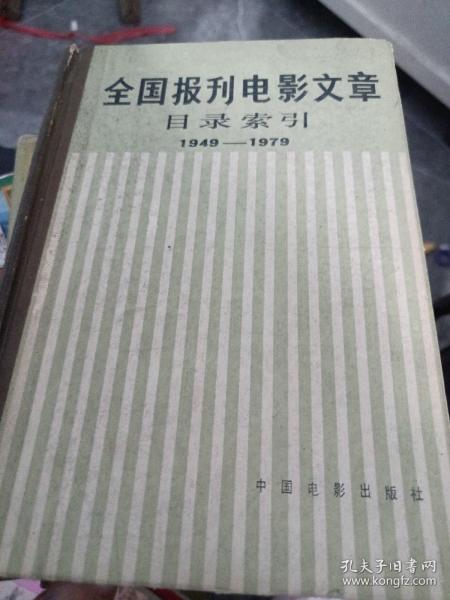 全国报刊电影文章
目录索引
1949—1979
中国电影出版社
孔夫子旧书网
www.kongfz.com